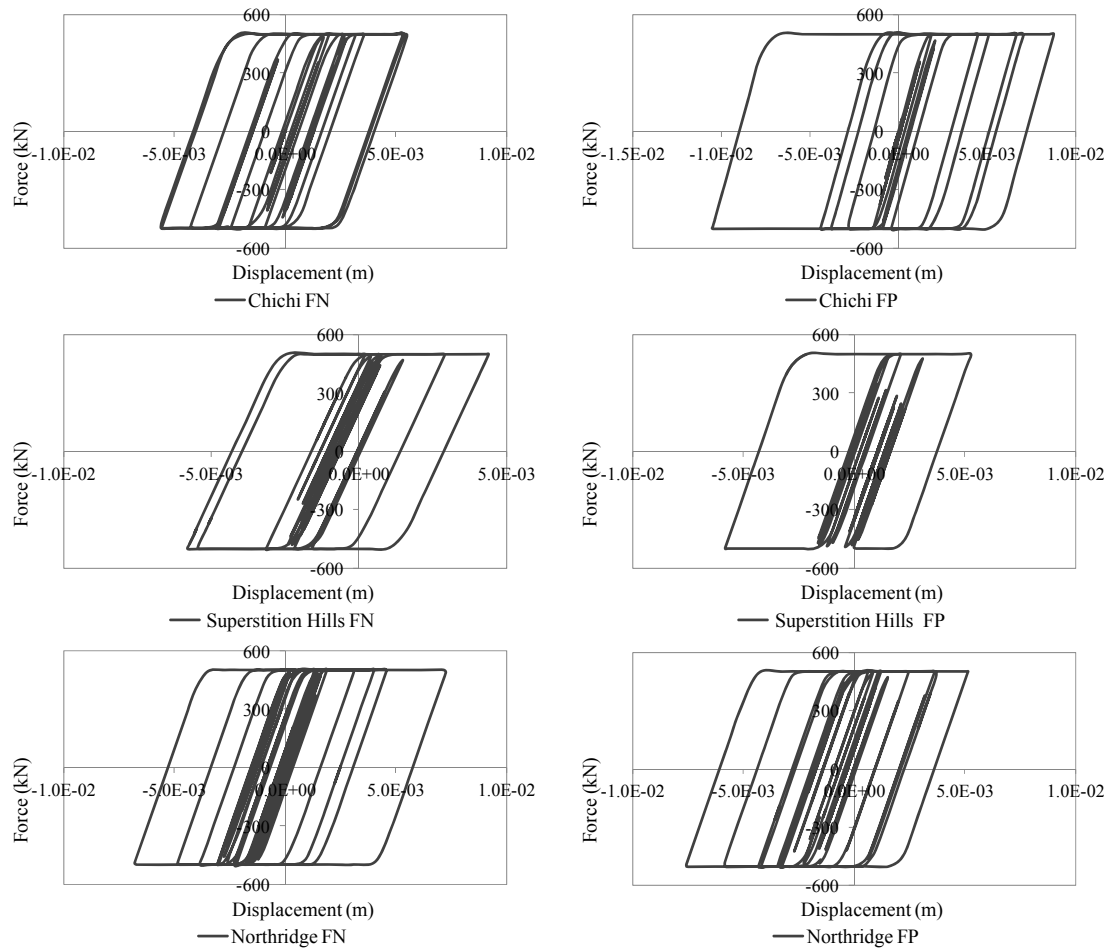 600
300
0
-300
-600
-1.0E-02 -5.0E-03 0.0E+00 5.0E-03 1.0E-02
Force (kN)
Displacement (m)
Chichi FN
600
300
0
-300
-600
-1.5E-02 -1.0E-02 -5.0E-03 0.0E+00 5.0E-03 1.0E-02
Force (kN)
Displacement (m)
Chichi FP
600
300
0
-300
-600
-1.0E-02 -5.0E-03 0.0E+00 5.0E-03
Force (kN)
Displacement (m)
Superstition Hills FN
600
300
0
-300
-600
-1.0E-02 -5.0E-03 0.0E+00 5.0E-03 1.0E-02
Force (kN)
Displacement (m)
Superstition Hills FP
600
300
0
-300
-600
-1.0E-02 -5.0E-03 0.0E+00 5.0E-03 1.0E-02
Force (kN)
Displacement (m)
Northridge FN
600
300
0
-300
-600
-1.0E-02 -5.0E-03 0.0E+00 5.0E-03 1.0E-02
Force (kN)
Displacement (m)
Northridge FP